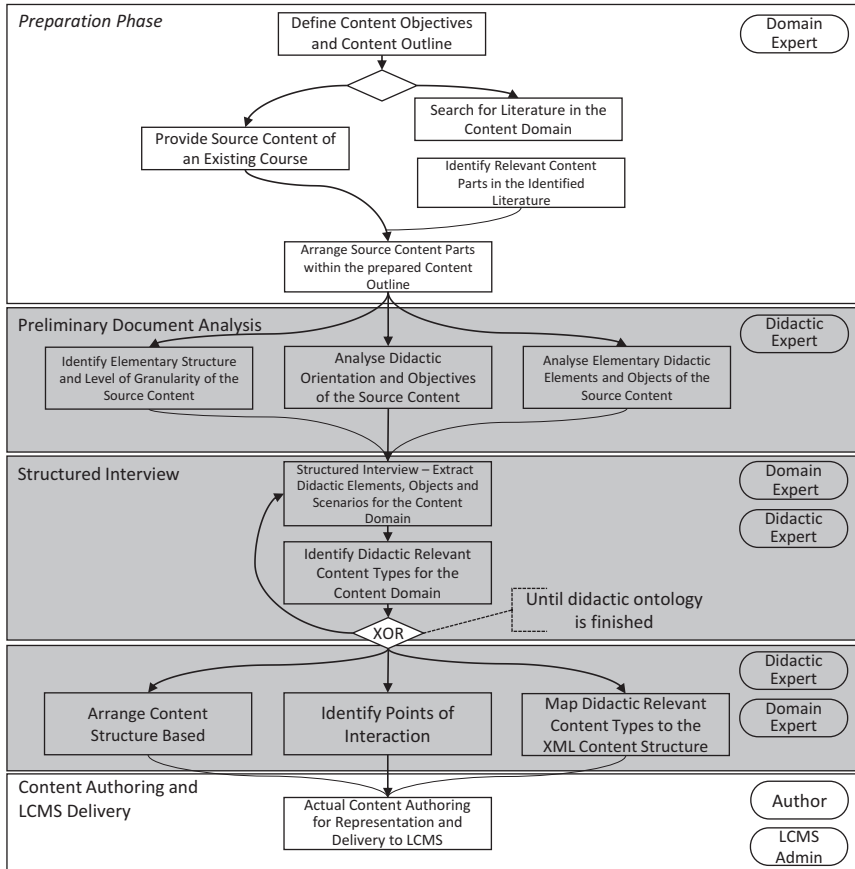 Preparation Phase
Define Content Objectives
and Content Outline
Domain
Expert
Search for Literature in the
Content Domain
Provide Source Content of
an Existing Course
Identify Relevant Content
Parts in the Identified
Literature
Arrange Source Content Parts
within the prepared Content
Outline
Preliminary Document Analysis
Didactic
Expert
Identify Elementary Structure
and Level of Granularity of the
Source Content
Analyse Didactic
Orientation and Objectives
of the Source Content
Analyse Elementary Didactic
Elements and Objects of the
Source Content
Structured Interview
Structured Interview – Extract
Didactic Elements, Objects and
Scenarios for the Content
Domain
Domain
Expert
Didactic
Expert
Identify Didactic Relevant
Content Types for the
Content Domain
Until didactic ontology
is finished
XOR
Didactic
Expert
Domain
Expert
Arrange Content
Structure Based
Identify Points of
Interaction
Map Didactic Relevant
Content Types to the
XML Content Structure
Content Authoring and
LCMS Delivery
Actual Content Authoring
for Representation and
Delivery to LCMS
Author
LCMS
Admin